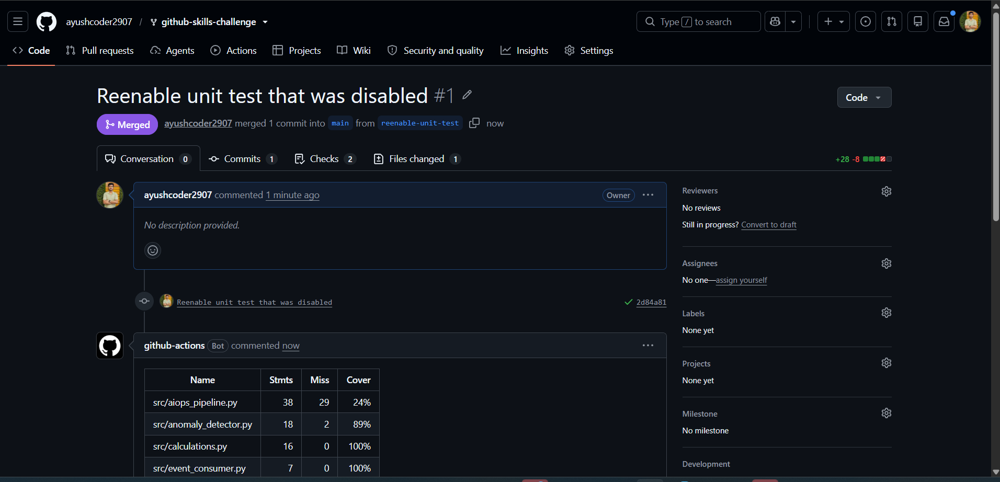 ayushcoder2907 / github-skills-challenge
Type / to search
Code Pull requests Agents Actions Projects Wiki Security and quality Insights Settings
Reenable unit test that was disabled #1
Code
Merged ayushcoder2907 merged 1 commit into main from reenable-unit-test now
Conversation 0 Commits 1 Checks 2 Files changed 1
+28 -8
ayushcoder2907 commented 1 minute ago
Owner
No description provided.
Reenable unit test that was disabled
2d84a81
github-actions Bot commented now
Name Stmts Miss Cover
src/aiops_pipeline.py 38 29 24%
src/anomaly_detector.py 18 2 89%
src/calculations.py 16 0 100%
src/event_consumer.py 7 0 100%
Reviewers
No reviews
Still in progress? Convert to draft
Assignees
No one—assign yourself
Labels
None yet
Projects
None yet
Milestone
No milestone
Development